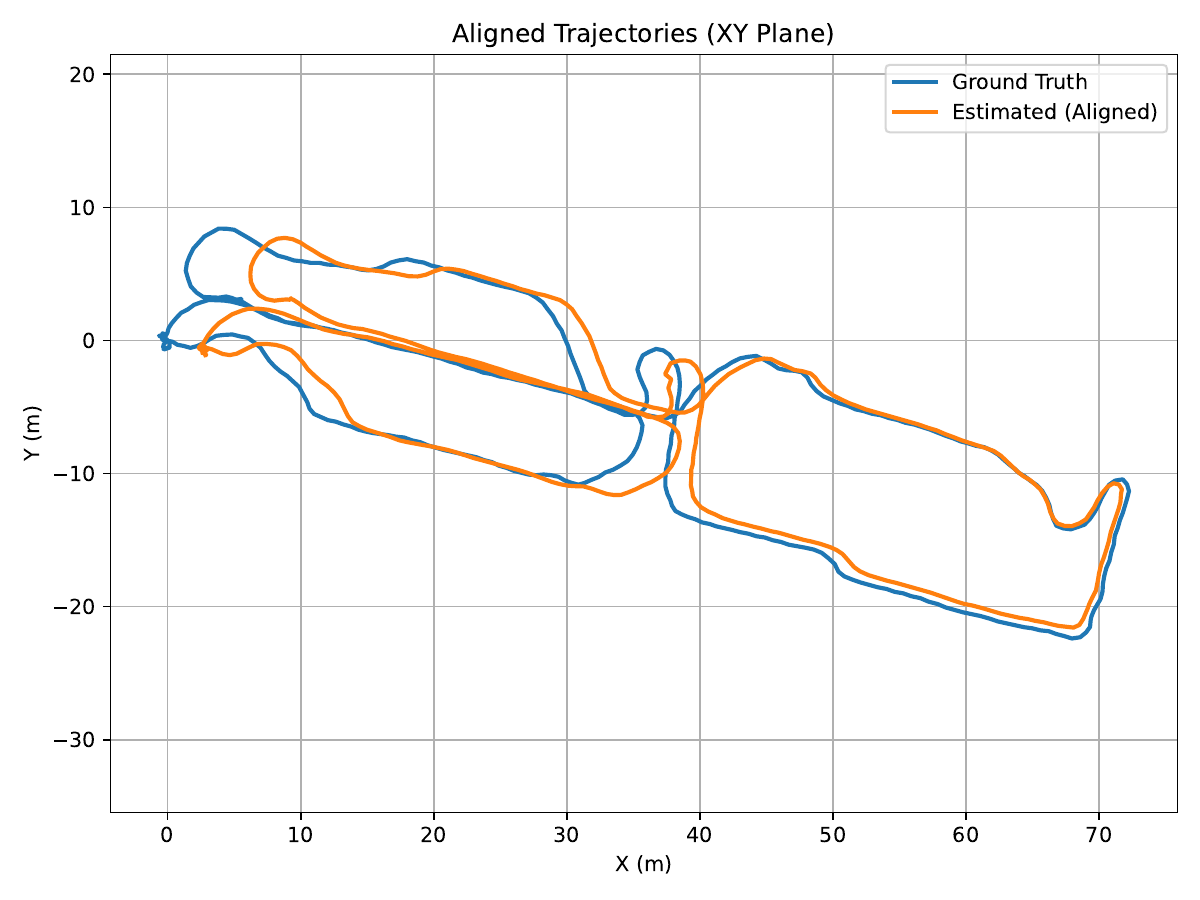 Aligned Trajectories (XY Plane)
Ground Truth
Estimated (Aligned)
20
10
0
−10
−20
−30
Y (m)
0 10 20 30 40 50 60 70
X (m)